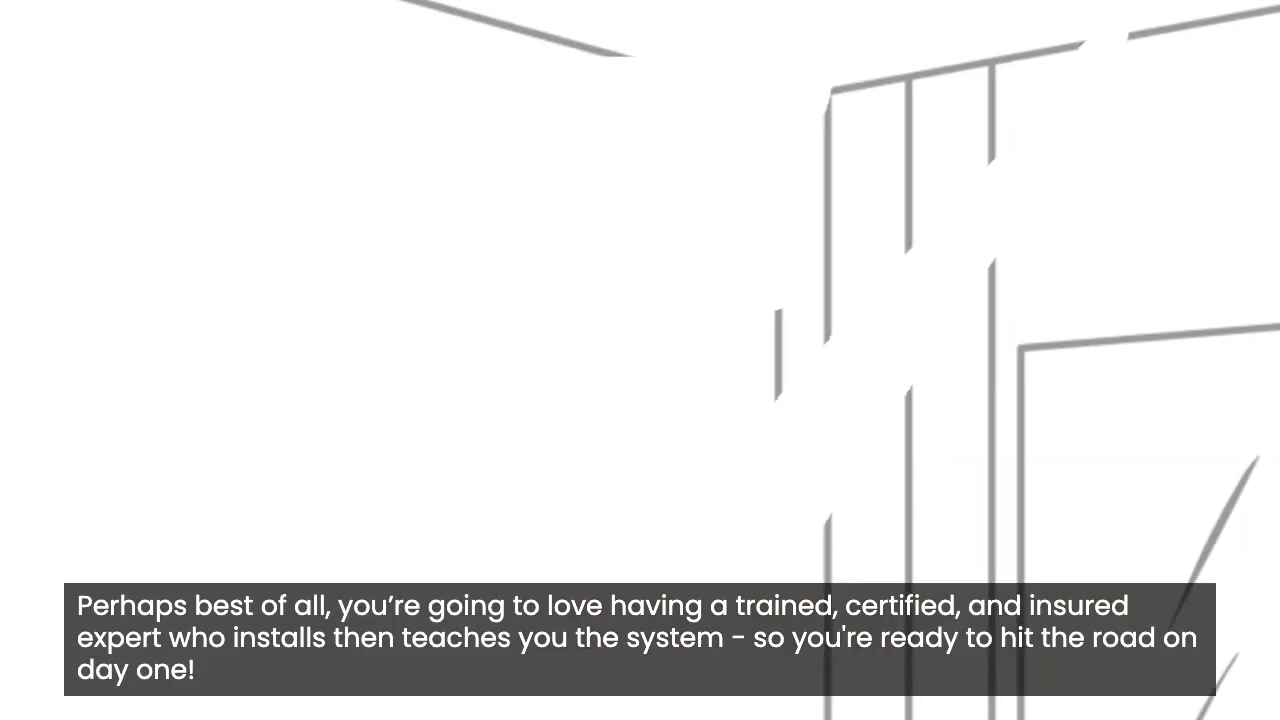 Perhaps best of all, you’re going to love having a trained, certified, and insured
expert who installs then teaches you the system - so you're ready to hit the road on
day one!